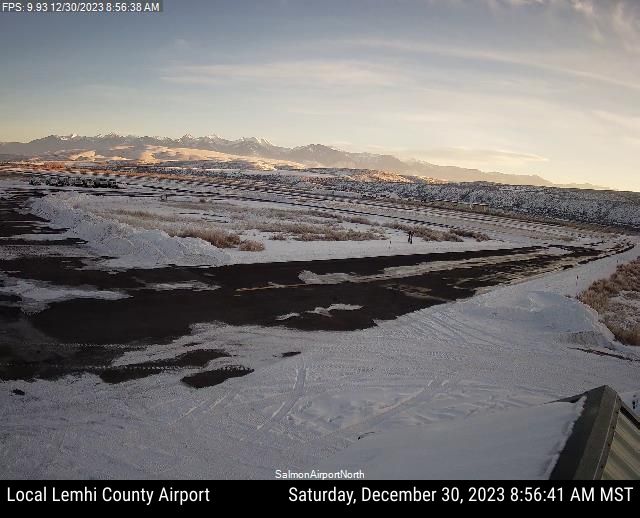 FPS: 9.93 12/30/2023 8:56:38 AM
SalmonAirportNorth
Local Lemhi County Airport Saturday, December 30, 2023 8:56:41 AM MST